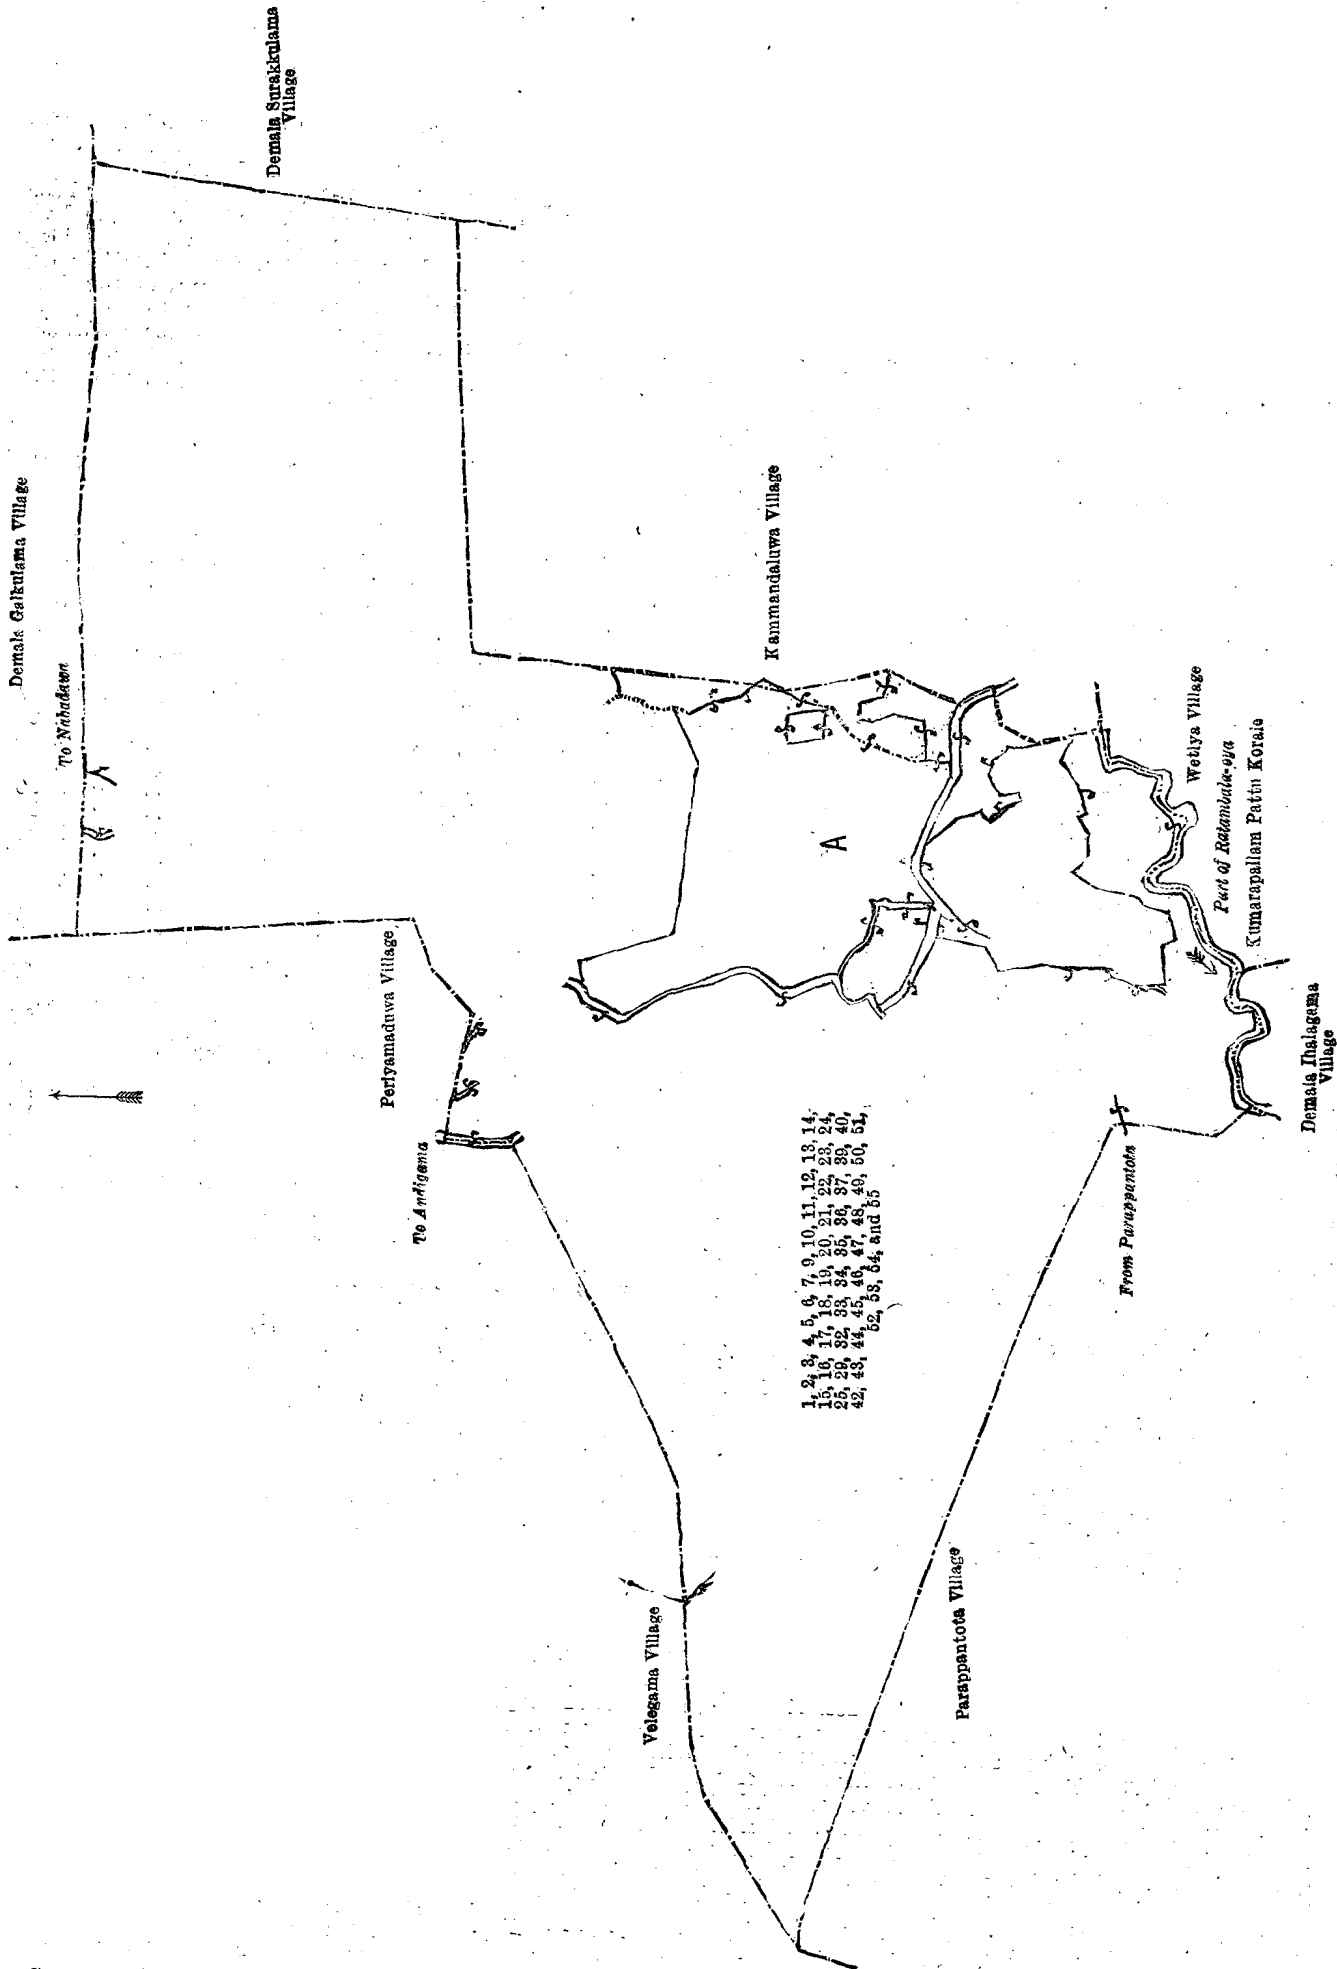 Demala Galkulama Village
To Nabadawa
Demala Surakkulama
Village
Periyamaduwa Village
To Andigama
Kammandaluwa Village
A
Velegama Village
1, 2, 3, 4, 5, 6, 7, 9, 10, 11, 12, 13, 14,
15, 16, 17, 18, 19, 20, 21, 22, 23, 24,
25, 29, 32, 33, 34, 35, 36, 37, 39, 40,
42, 43, 44, 45, 46, 47, 48, 49, 50, 51,
52, 53, 54, and 55
Parappantota Village
From Parappantota
Wetiya Village
Part of Ratambala-oya
Kumarapallam Pattu Korale
Demala Ihalagama
Village